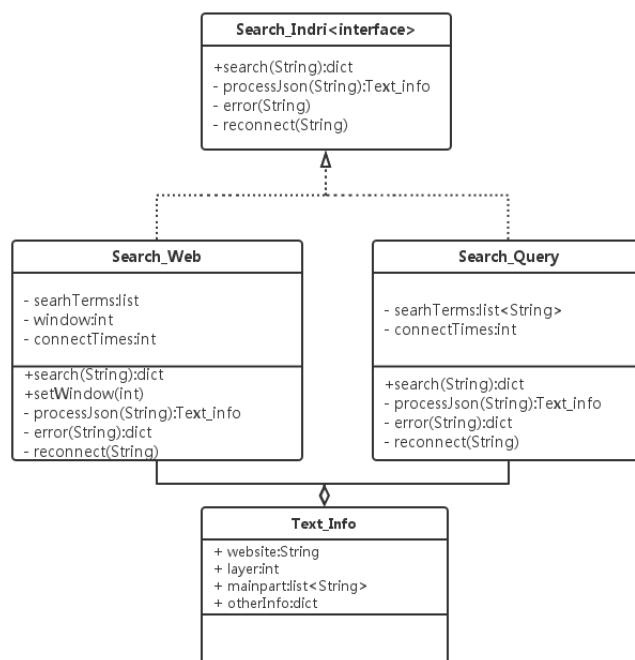 Search_Indri<interface>
+search(String):dict
- processJson(String):Text_info
- error(String)
- reconnect(String)
Search_Web
- searhTerms:list
- window:int
- connectTimes:int
+search(String):dict
+setWindow(int)
- processJson(String):Text_info
- error(String):dict
- reconnect(String)
Search_Query
- searhTerms:list<String>
- connectTimes:int
+search(String):dict
- processJson(String):Text_info
- error(String):dict
- reconnect(String)
Text_Info
+ website:String
+ layer:int
+ mainpart:list<String>
+ otherInfo:dict